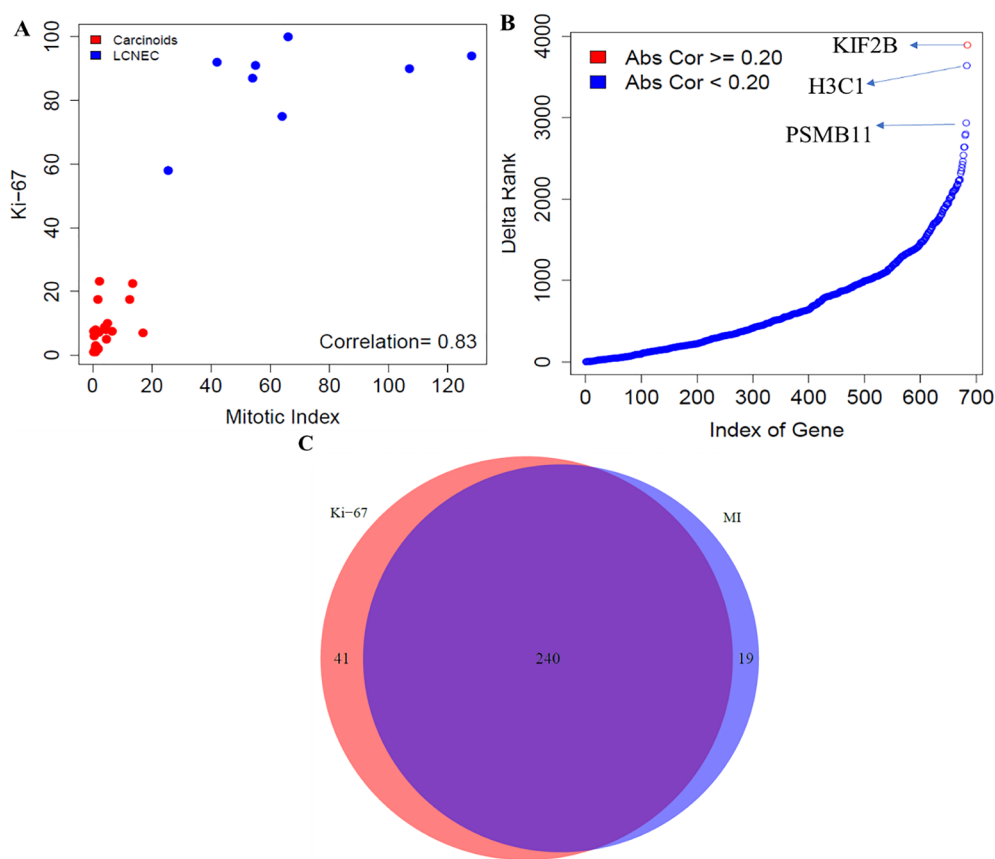 A
Carcinoids
LCNEC
Ki-67
100
80
60
40
20
0
Correlation= 0.83
0 20 40 60 80 100 120
Mitotic Index
B
Abs Cor >= 0.20
Abs Cor < 0.20
KIF2B
H3C1
PSMB11
Delta Rank
4000
3000
2000
1000
0
0 100 200 300 400 500 600 700
Index of Gene
C
Ki-67
MI
41
240
19